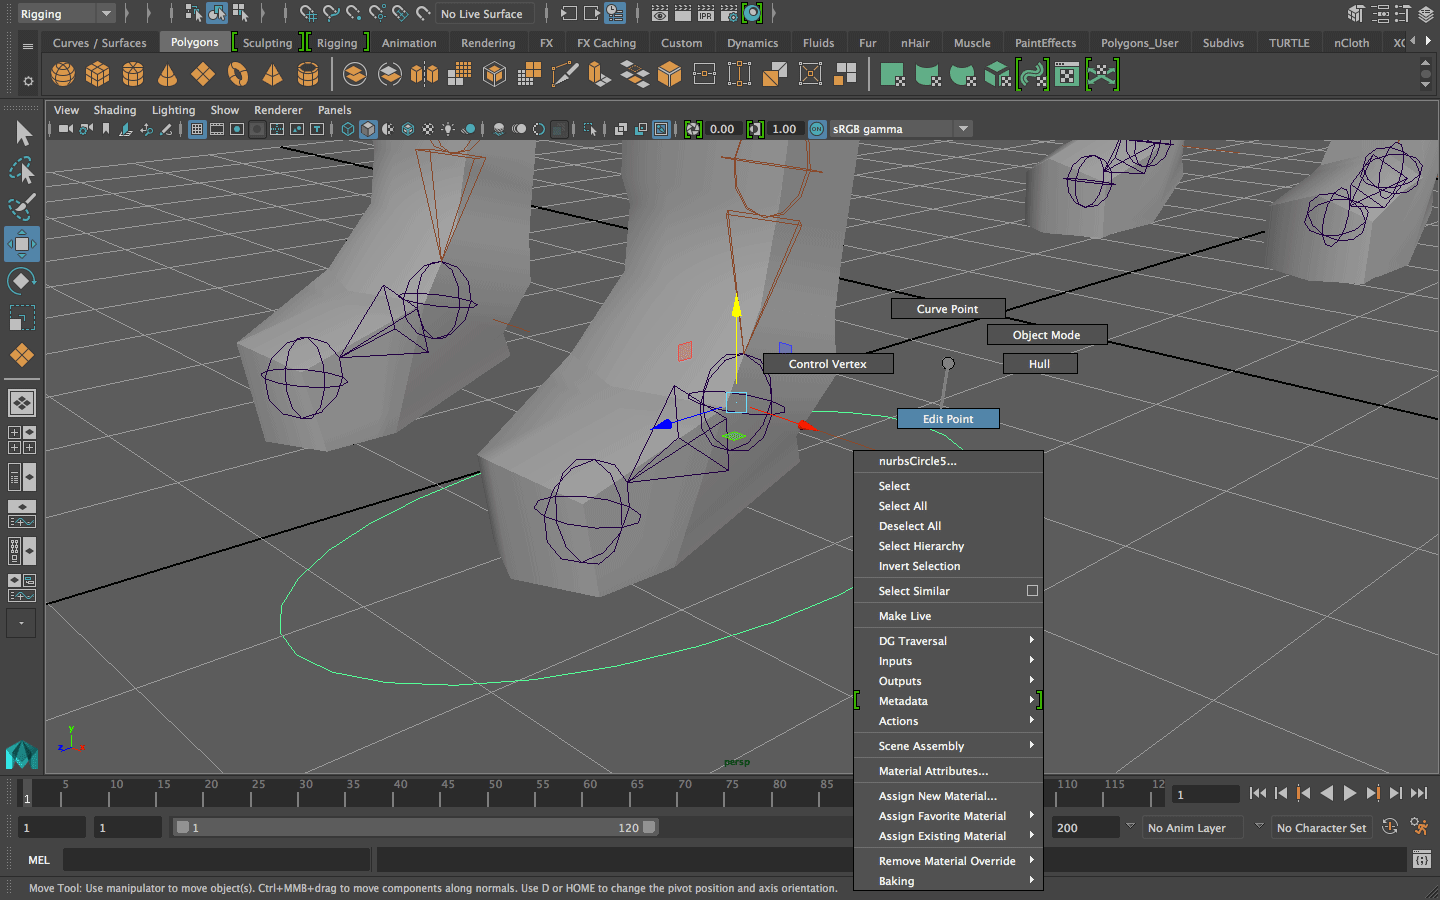 Rigging
No Live Surface
IPR
Curves / Surfaces
Polygons
Sculpting
Rigging
Animation
Rendering
FX
FX Caching
Custom
Dynamics
Fluids
Fur
nHair
Muscle
PaintEffects
Polygons_User
Subdivs
TURTLE
nCloth
View
Shading
Lighting
Show
Renderer
Panels
0.00
1.00
ON
sRGB gamma
Curve Point
Object Mode
Control Vertex
Hull
Edit Point
nurbsCircle5...
Select
Select All
Deselect All
Select Hierarchy
Invert Selection
Select Similar
Make Live
DG Traversal
Inputs
Outputs
Metadata
Actions
Scene Assembly
Material Attributes...
Assign New Material...
Assign Favorite Material
Assign Existing Material
Remove Material Override
Baking
y
z
x
persp
1
5
10
15
20
25
30
35
40
45
50
55
60
65
70
75
80
85
110
115
12
1
1
1
1
120
200
No Anim Layer
No Character Set
MEL
Move Tool: Use manipulator to move object(s). Ctrl+MMB+drag to move components along normals. Use D or HOME to change the pivot position and axis orientation.